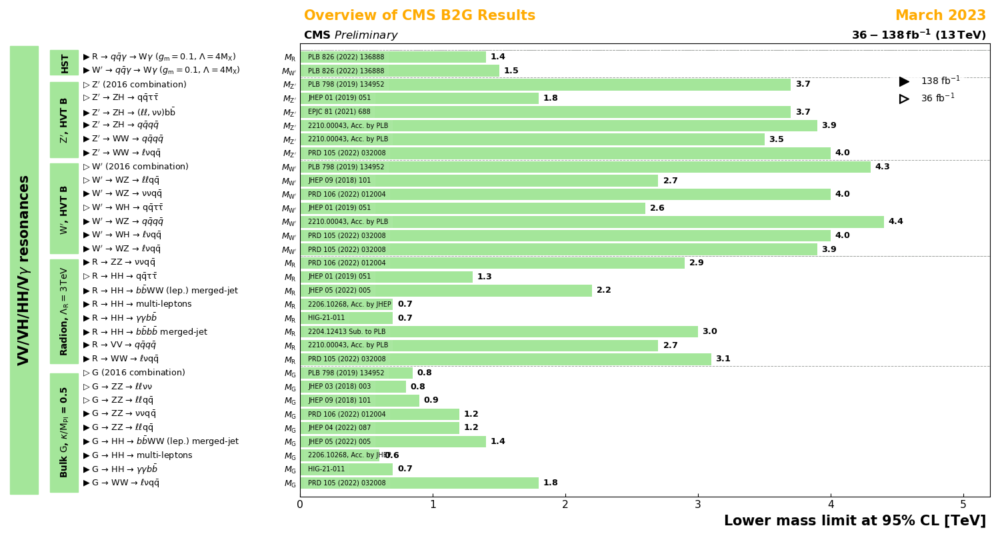 Overview of CMS B2G Results March 2023
CMS Preliminary 36 − 138 fb⁻¹ (13 TeV)
VV/VH/HH/Vγ resonances
HST
▶ R → qq̄γ → Wγ (gₘ = 0.1, Λ = 4M_X) M_R PLB 826 (2022) 136888 1.4
▶ W′ → qq̄γ → Wγ (gₘ = 0.1, Λ = 4M_X) M_W′ PLB 826 (2022) 136888 1.5
▶ 138 fb⁻¹
▷ 36 fb⁻¹
Z′, HVT B
▷ Z′ (2016 combination) M_Z′ PLB 798 (2019) 134952 3.7
▷ Z′ → ZH → qq̄ττ̄ M_Z′ JHEP 01 (2019) 051 1.8
▶ Z′ → ZH → (ℓℓ, νν)bb̄ M_Z′ EPJC 81 (2021) 688 3.7
▶ Z′ → ZH → qq̄qq̄ M_Z′ 2210.00043, Acc. by PLB 3.9
▶ Z′ → WW → qq̄qq̄ M_Z′ 2210.00043, Acc. by PLB 3.5
▶ Z′ → WW → ℓνqq̄ M_Z′ PRD 105 (2022) 032008 4.0
W′, HVT B
▷ W′ (2016 combination) M_W′ PLB 798 (2019) 134952 4.3
▷ W′ → WZ → ℓℓqq̄ M_W′ JHEP 09 (2018) 101 2.7
▶ W′ → WZ → ννqq̄ M_W′ PRD 106 (2022) 012004 4.0
▷ W′ → WH → qq̄ττ̄ M_W′ JHEP 01 (2019) 051 2.6
▶ W′ → WZ → qq̄qq̄ M_W′ 2210.00043, Acc. by PLB 4.4
▶ W′ → WH → ℓνqq̄ M_W′ PRD 105 (2022) 032008 4.0
▶ W′ → WZ → ℓνqq̄ M_W′ PRD 105 (2022) 032008 3.9
Radion, Λ_R = 3 TeV
▶ R → ZZ → ννqq̄ M_R PRD 106 (2022) 012004 2.9
▷ R → HH → qq̄ττ̄ M_R JHEP 01 (2019) 051 1.3
▶ R → HH → bb̄WW (lep.) merged-jet M_R JHEP 05 (2022) 005 2.2
▶ R → HH → multi-leptons M_R 2206.10268, Acc. by JHEP 0.7
▶ R → HH → γγbb̄ M_R HIG-21-011 0.7
▶ R → HH → bb̄bb̄ merged-jet M_R 2204.12413 Sub. to PLB 3.0
▶ R → VV → qq̄qq̄ M_R 2210.00043, Acc. by PLB 2.7
▶ R → WW → ℓνqq̄ M_R PRD 105 (2022) 032008 3.1
Bulk G, κ/M_Pl = 0.5
▷ G (2016 combination) M_G PLB 798 (2019) 134952 0.8
▷ G → ZZ → ℓℓνν M_G JHEP 03 (2018) 003 0.8
▷ G → ZZ → ℓℓqq̄ M_G JHEP 09 (2018) 101 0.9
▶ G → ZZ → ννqq̄ M_G PRD 106 (2022) 012004 1.2
▶ G → ZZ → ℓℓqq̄ M_G JHEP 04 (2022) 087 1.2
▶ G → HH → bb̄WW (lep.) merged-jet M_G JHEP 05 (2022) 005 1.4
▶ G → HH → multi-leptons M_G 2206.10268, Acc. by JHEP 0.6
▶ G → HH → γγbb̄ M_G HIG-21-011 0.7
▶ G → WW → ℓνqq̄ M_G PRD 105 (2022) 032008 1.8
0 1 2 3 4 5
Lower mass limit at 95% CL [TeV]